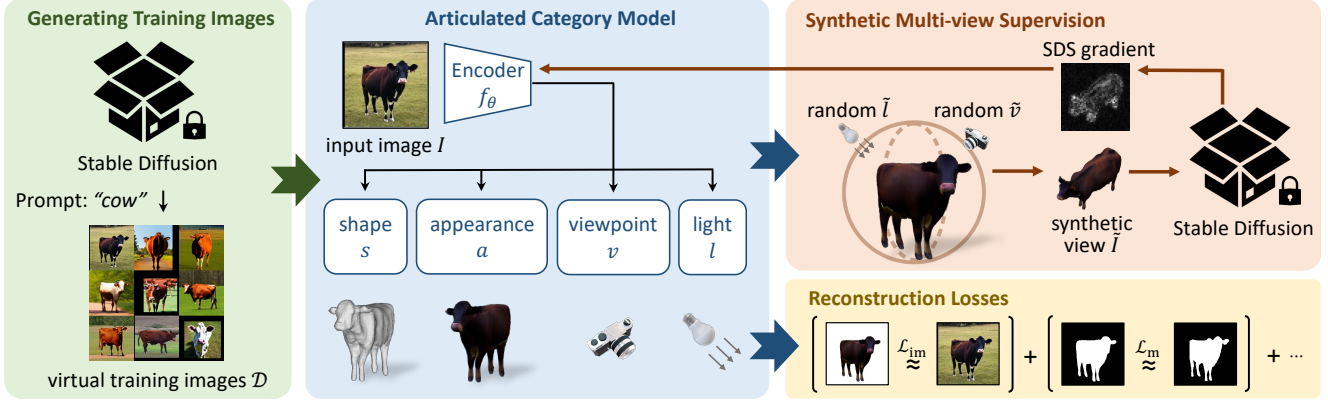 Generating Training Images
Stable Diffusion
Prompt: “cow”
virtual training images 𝒟
Articulated Category Model
Encoder
f_θ
input image I
shape
s
appearance
a
viewpoint
v
light
l
Synthetic Multi-view Supervision
SDS gradient
random l̃
random ṽ
synthetic
view Ĩ
Stable Diffusion
Reconstruction Losses
ℒ_im
≈
+
ℒ_m
≈
+ ...